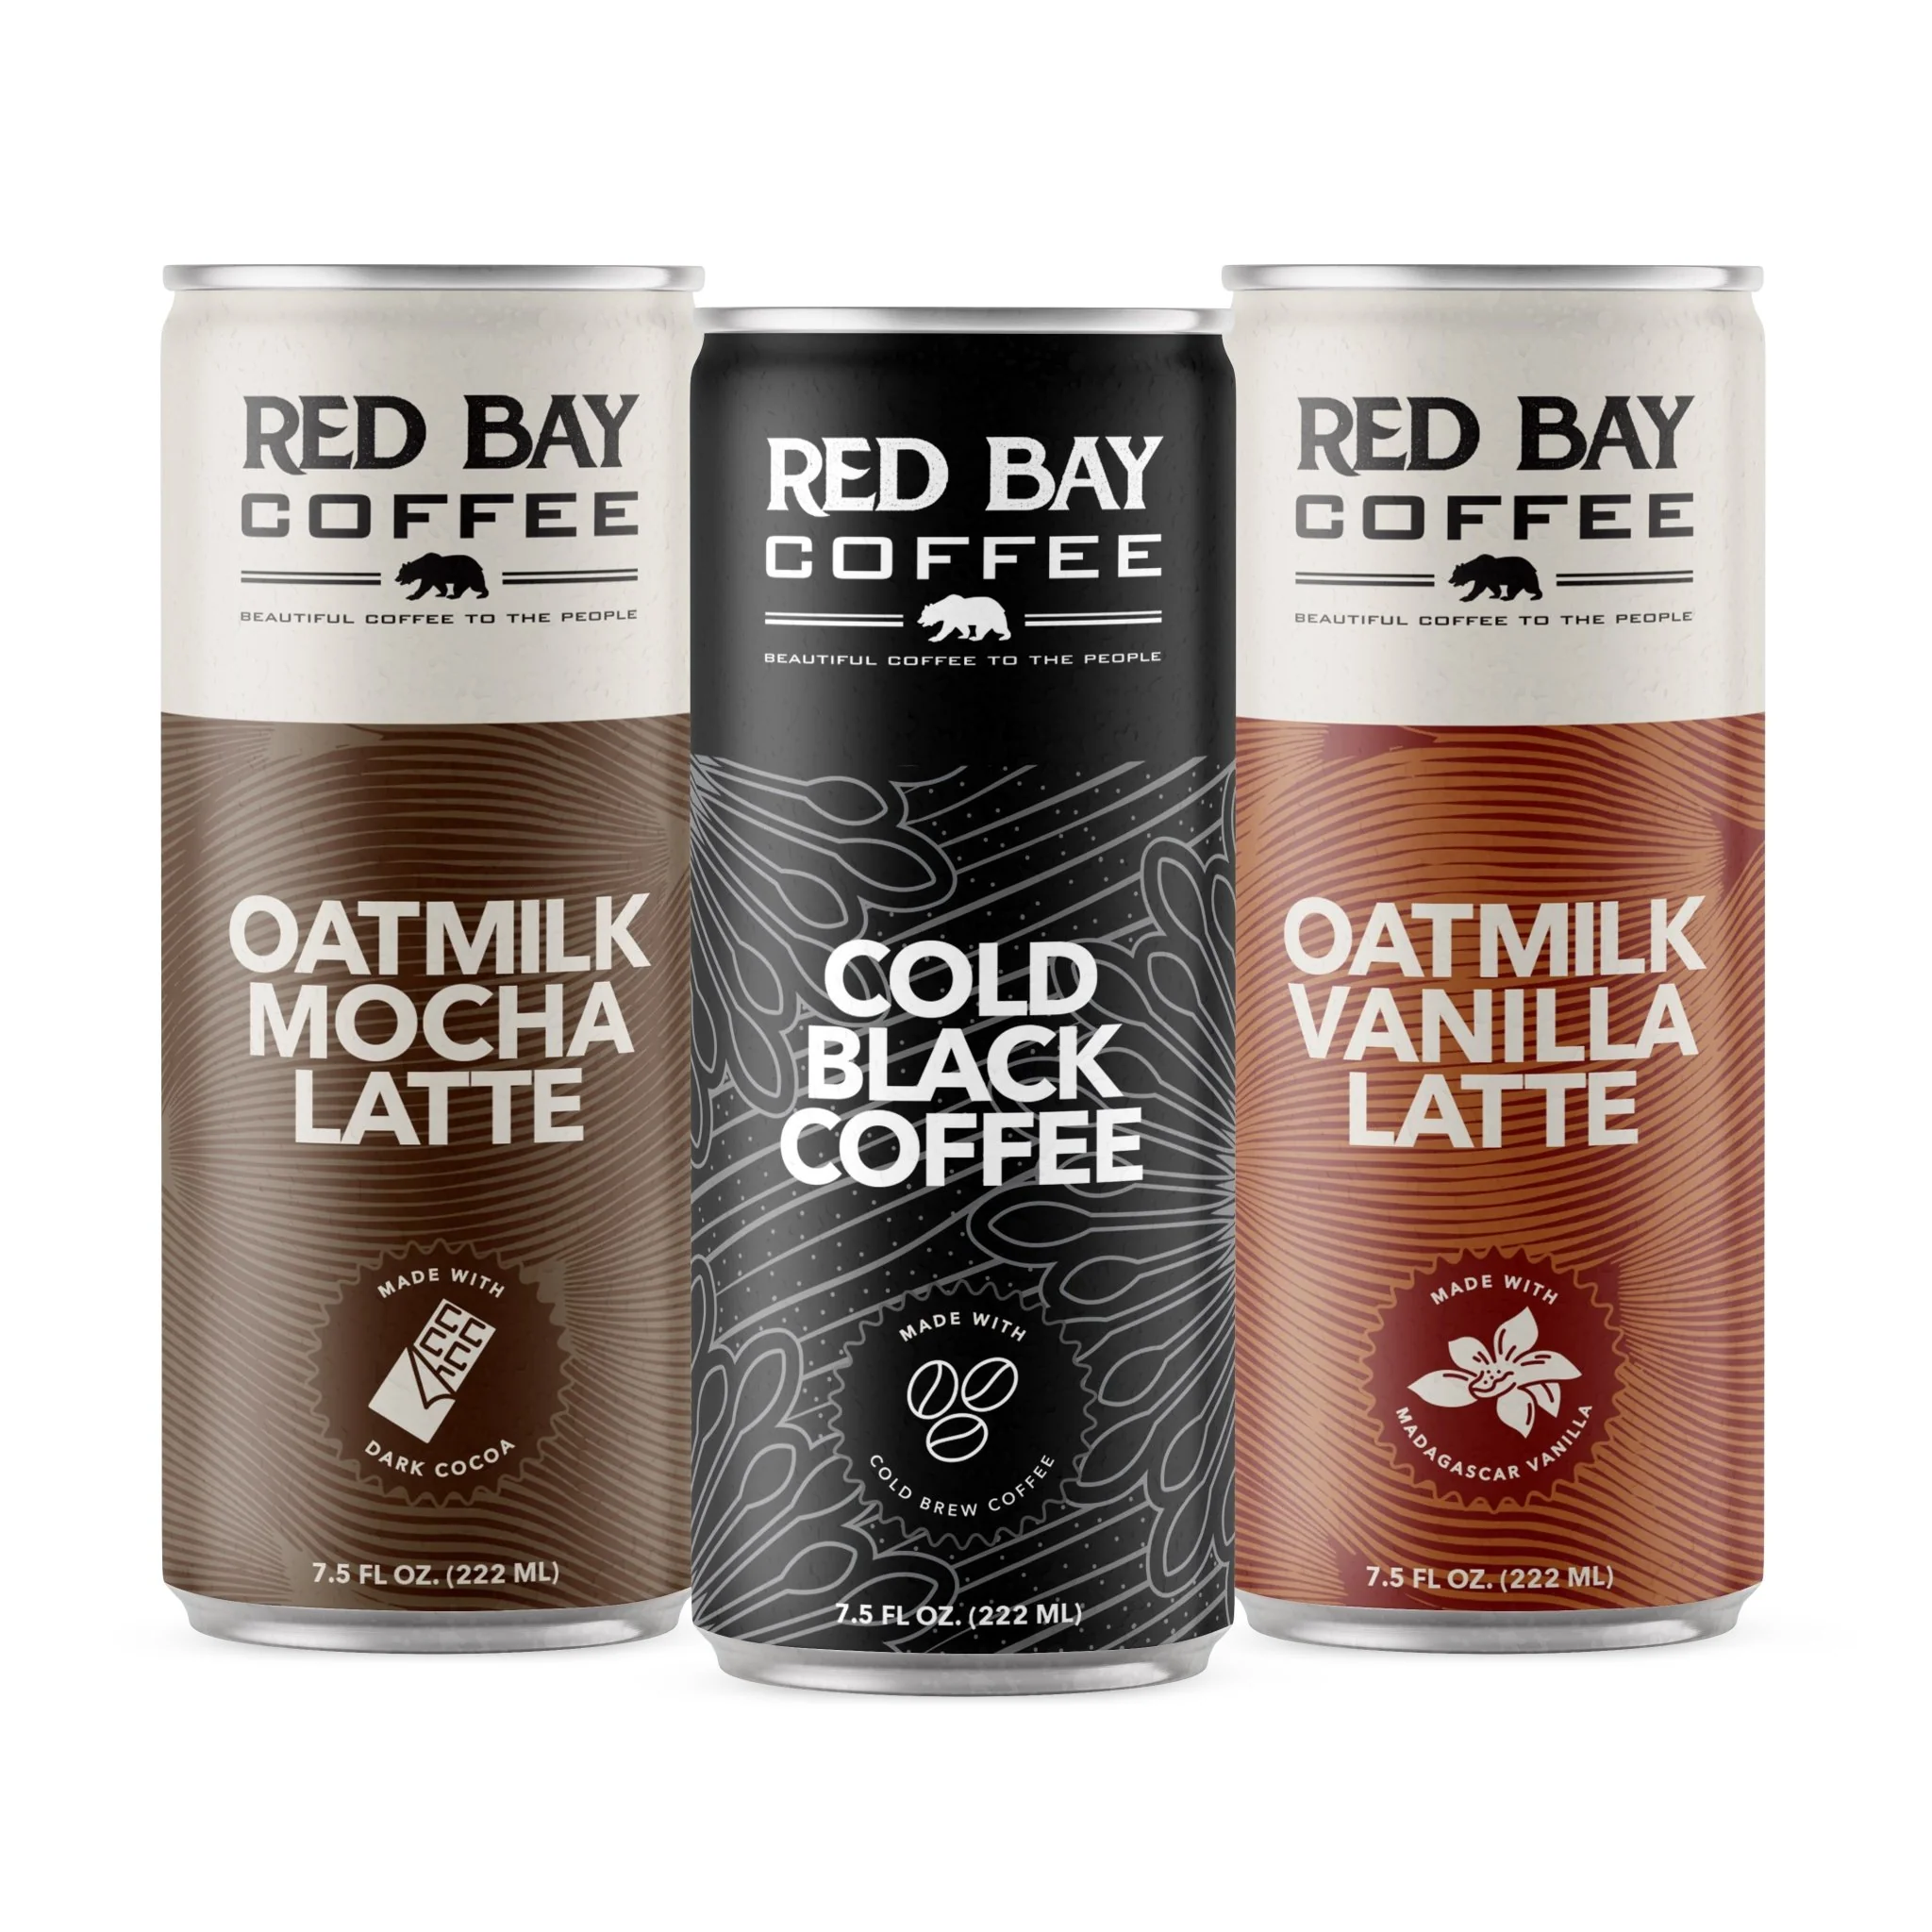 RED BAY
COFFEE
BEAUTIFUL COFFEE TO THE PEOPLE
OATMILK
MOCHA
LATTE
MADE WITH
DARK COCOA
7.5 FL OZ. (222 ML)
RED BAY
COFFEE
BEAUTIFUL COFFEE TO THE PEOPLE
COLD
BLACK
COFFEE
MADE WITH
COLD BREW COFFEE
7.5 FL OZ. (222 ML)
RED BAY
COFFEE
BEAUTIFUL COFFEE TO THE PEOPLE
OATMILK
VANILLA
LATTE
MADE WITH
MADAGASCAR VANILLA
7.5 FL OZ. (222 ML)